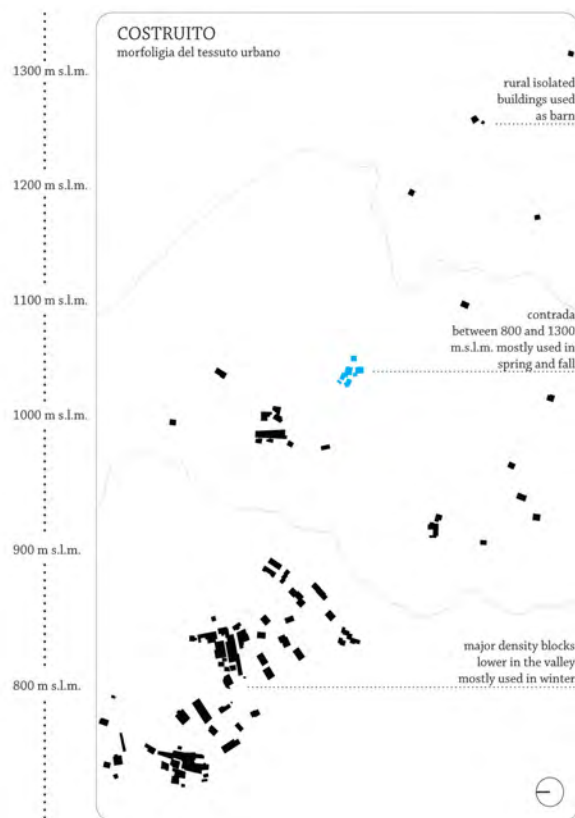 COSTRUITO
morfoligia del tessuto urbano
1300 m s.l.m.
rural isolated
buildings used
as barn
1200 m s.l.m.
1100 m s.l.m.
contrada
between 800 and 1300
m.s.l.m. mostly used in
spring and fall
1000 m s.l.m.
900 m s.l.m.
major density blocks
lower in the valley
mostly used in winter
800 m s.l.m.